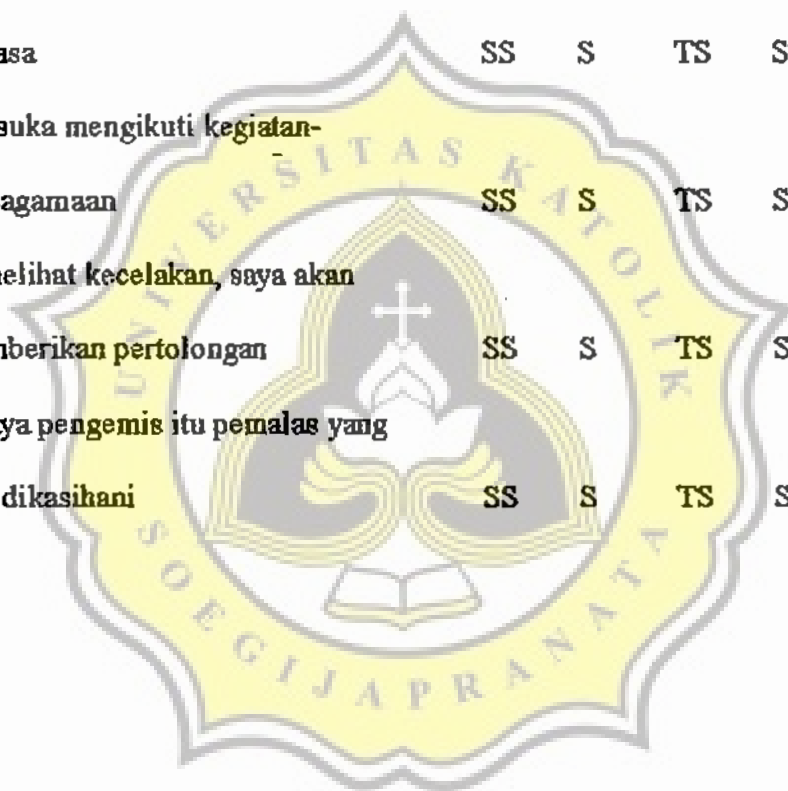 asa SS S TS S
suka mengikuti kegiatan-
agamaan SS S TS S
nelihat kecelakan, saya akan
nberikan pertolongan SS S TS S
ya pengemis itu pemalas yang
dikasihani SS S TS S
UNIVERSITAS KATOLIK
SOEGIJAPRANATA